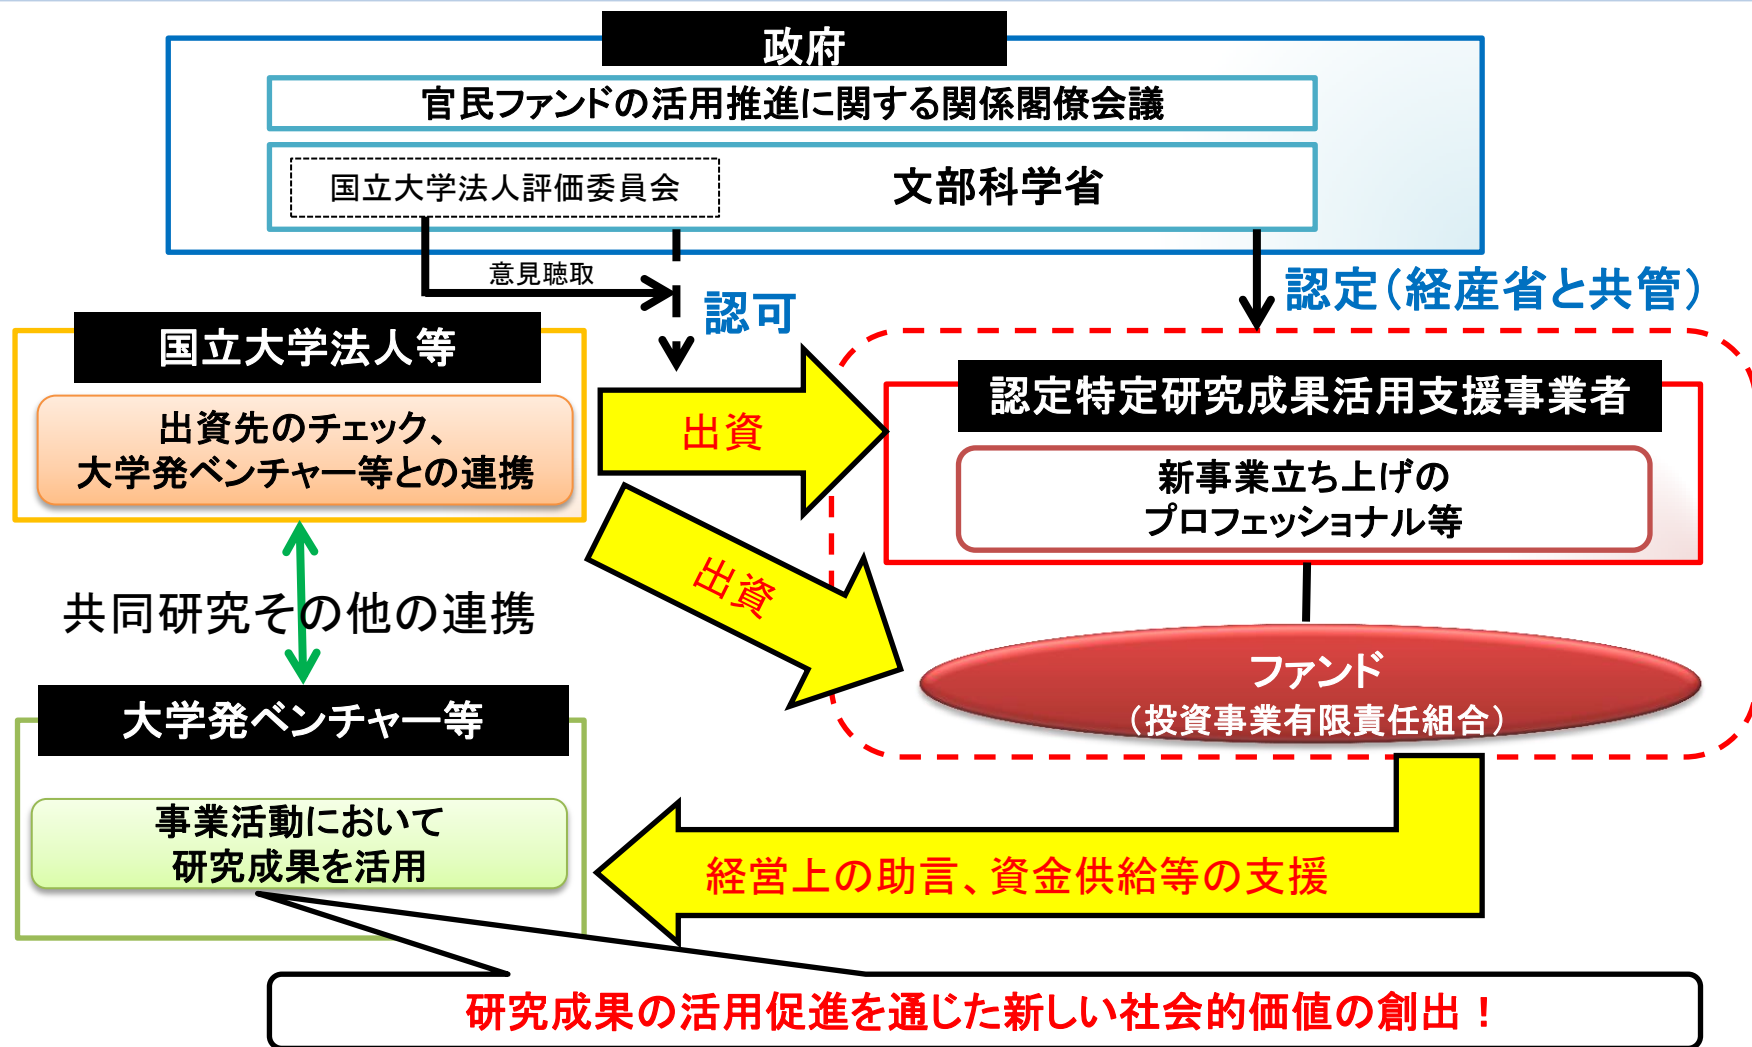 政府
官民ファンドの活用推進に関する関係閣僚会議
国立大学法人評価委員会
文部科学省
意見聴取
認可
認定（経産省と共管）
国立大学法人等
出資先のチェック、
大学発ベンチャー等との連携
出資
認定特定研究成果活用支援事業者
新事業立ち上げの
プロフェッショナル等
出資
共同研究その他の連携
ファンド
（投資事業有限責任組合）
大学発ベンチャー等
事業活動において
研究成果を活用
経営上の助言、資金供給等の支援
研究成果の活用促進を通じた新しい社会的価値の創出！